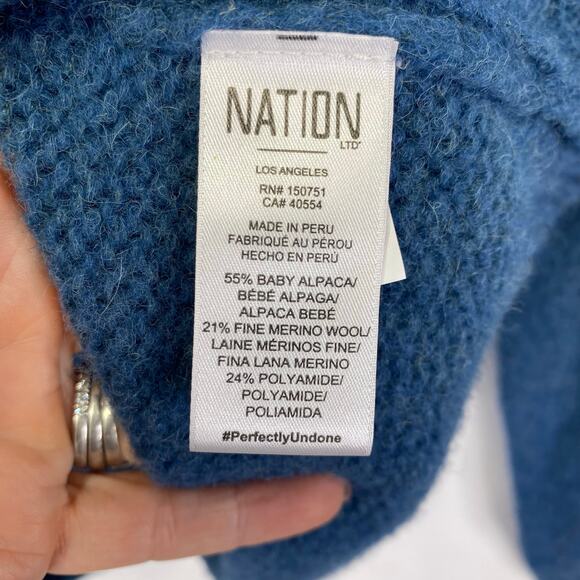 NATION
LTD
LOS ANGELES
RN# 150751
CA# 40554
MADE IN PERU
FABRIQUÉ AU PÉROU
HECHO EN PERÚ
55% BABY ALPACA/
BÉBÉ ALPAGA/
ALPACA BEBÉ
21% FINE MERINO WOOL/
LAINE MÉRINOS FINE/
FINA LANA MERINO
24% POLYAMIDE/
POLYAMIDE/
POLIAMIDA
#PerfectlyUndone